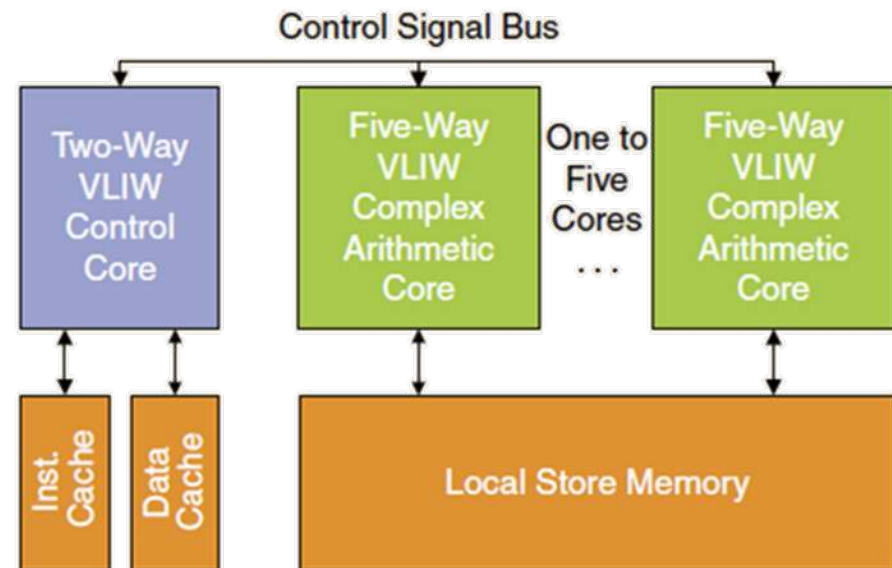 Control Signal Bus
Two-Way
VLIW
Control
Core
Five-Way
VLIW
Complex
Arithmetic
Core
One to
Five
Cores
...
Five-Way
VLIW
Complex
Arithmetic
Core
Inst.
Cache
Data
Cache
Local Store Memory